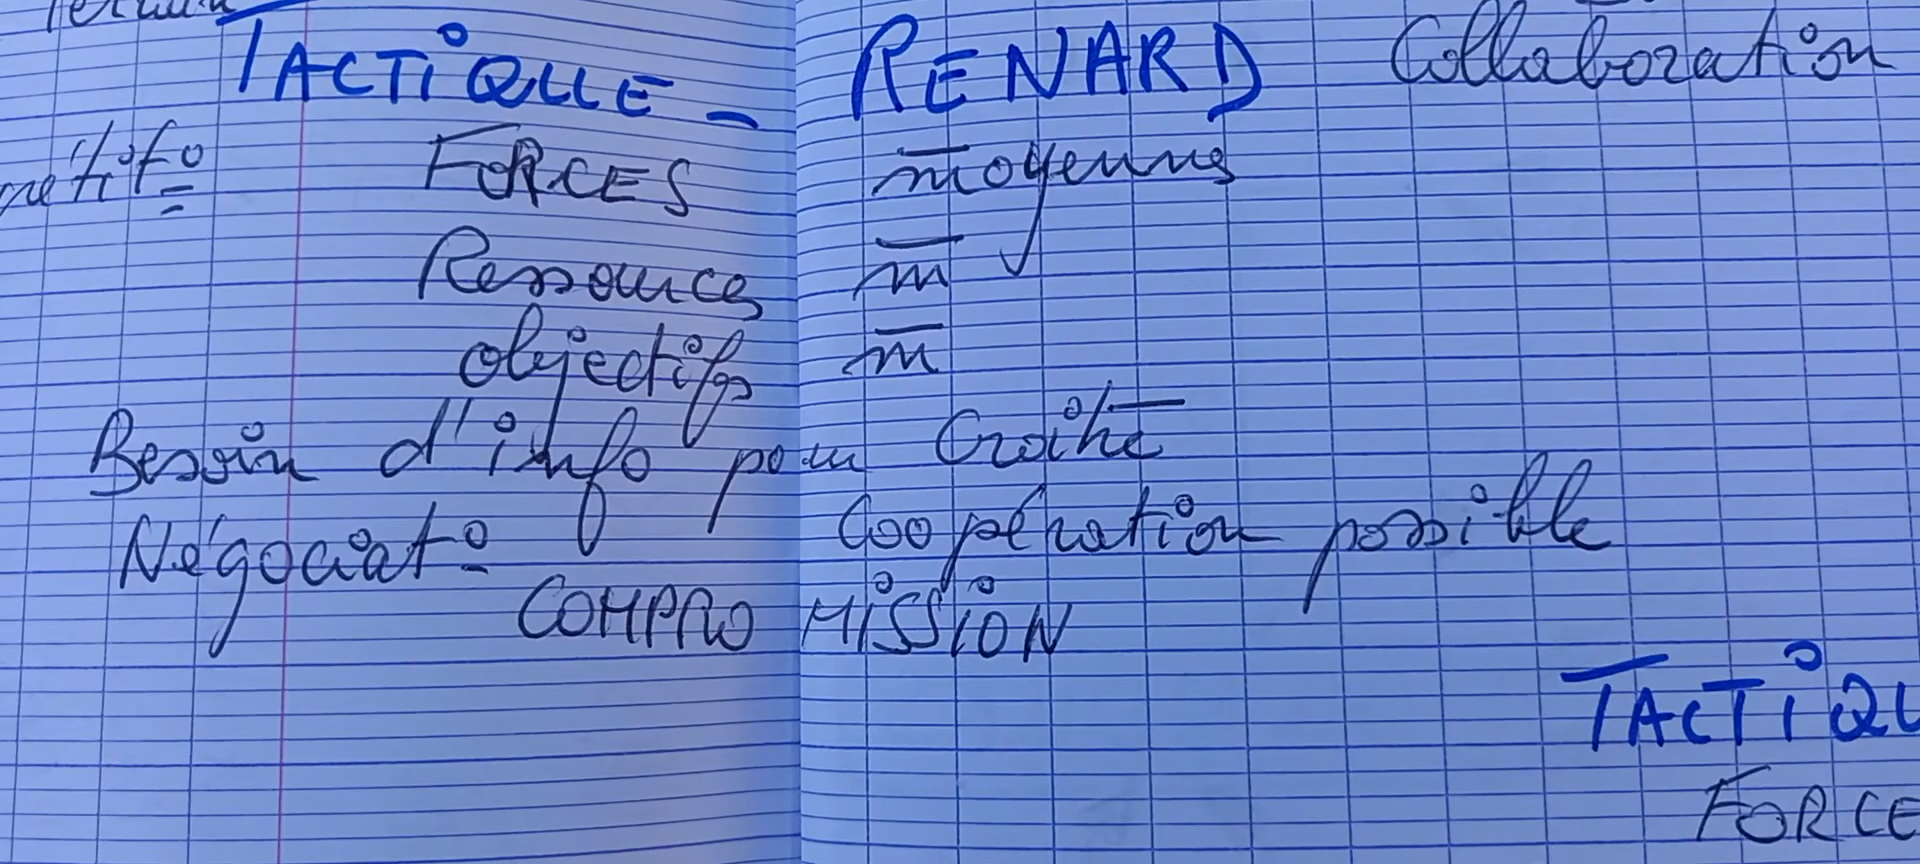 TACTIQUE - RENARD Collaboration
FORCES moyennes
Ressources m
objectifs m
Besoin d'info pour Croître
Négociat° Coopération possible
COMPROMISSION
TACTIQU
FORCE